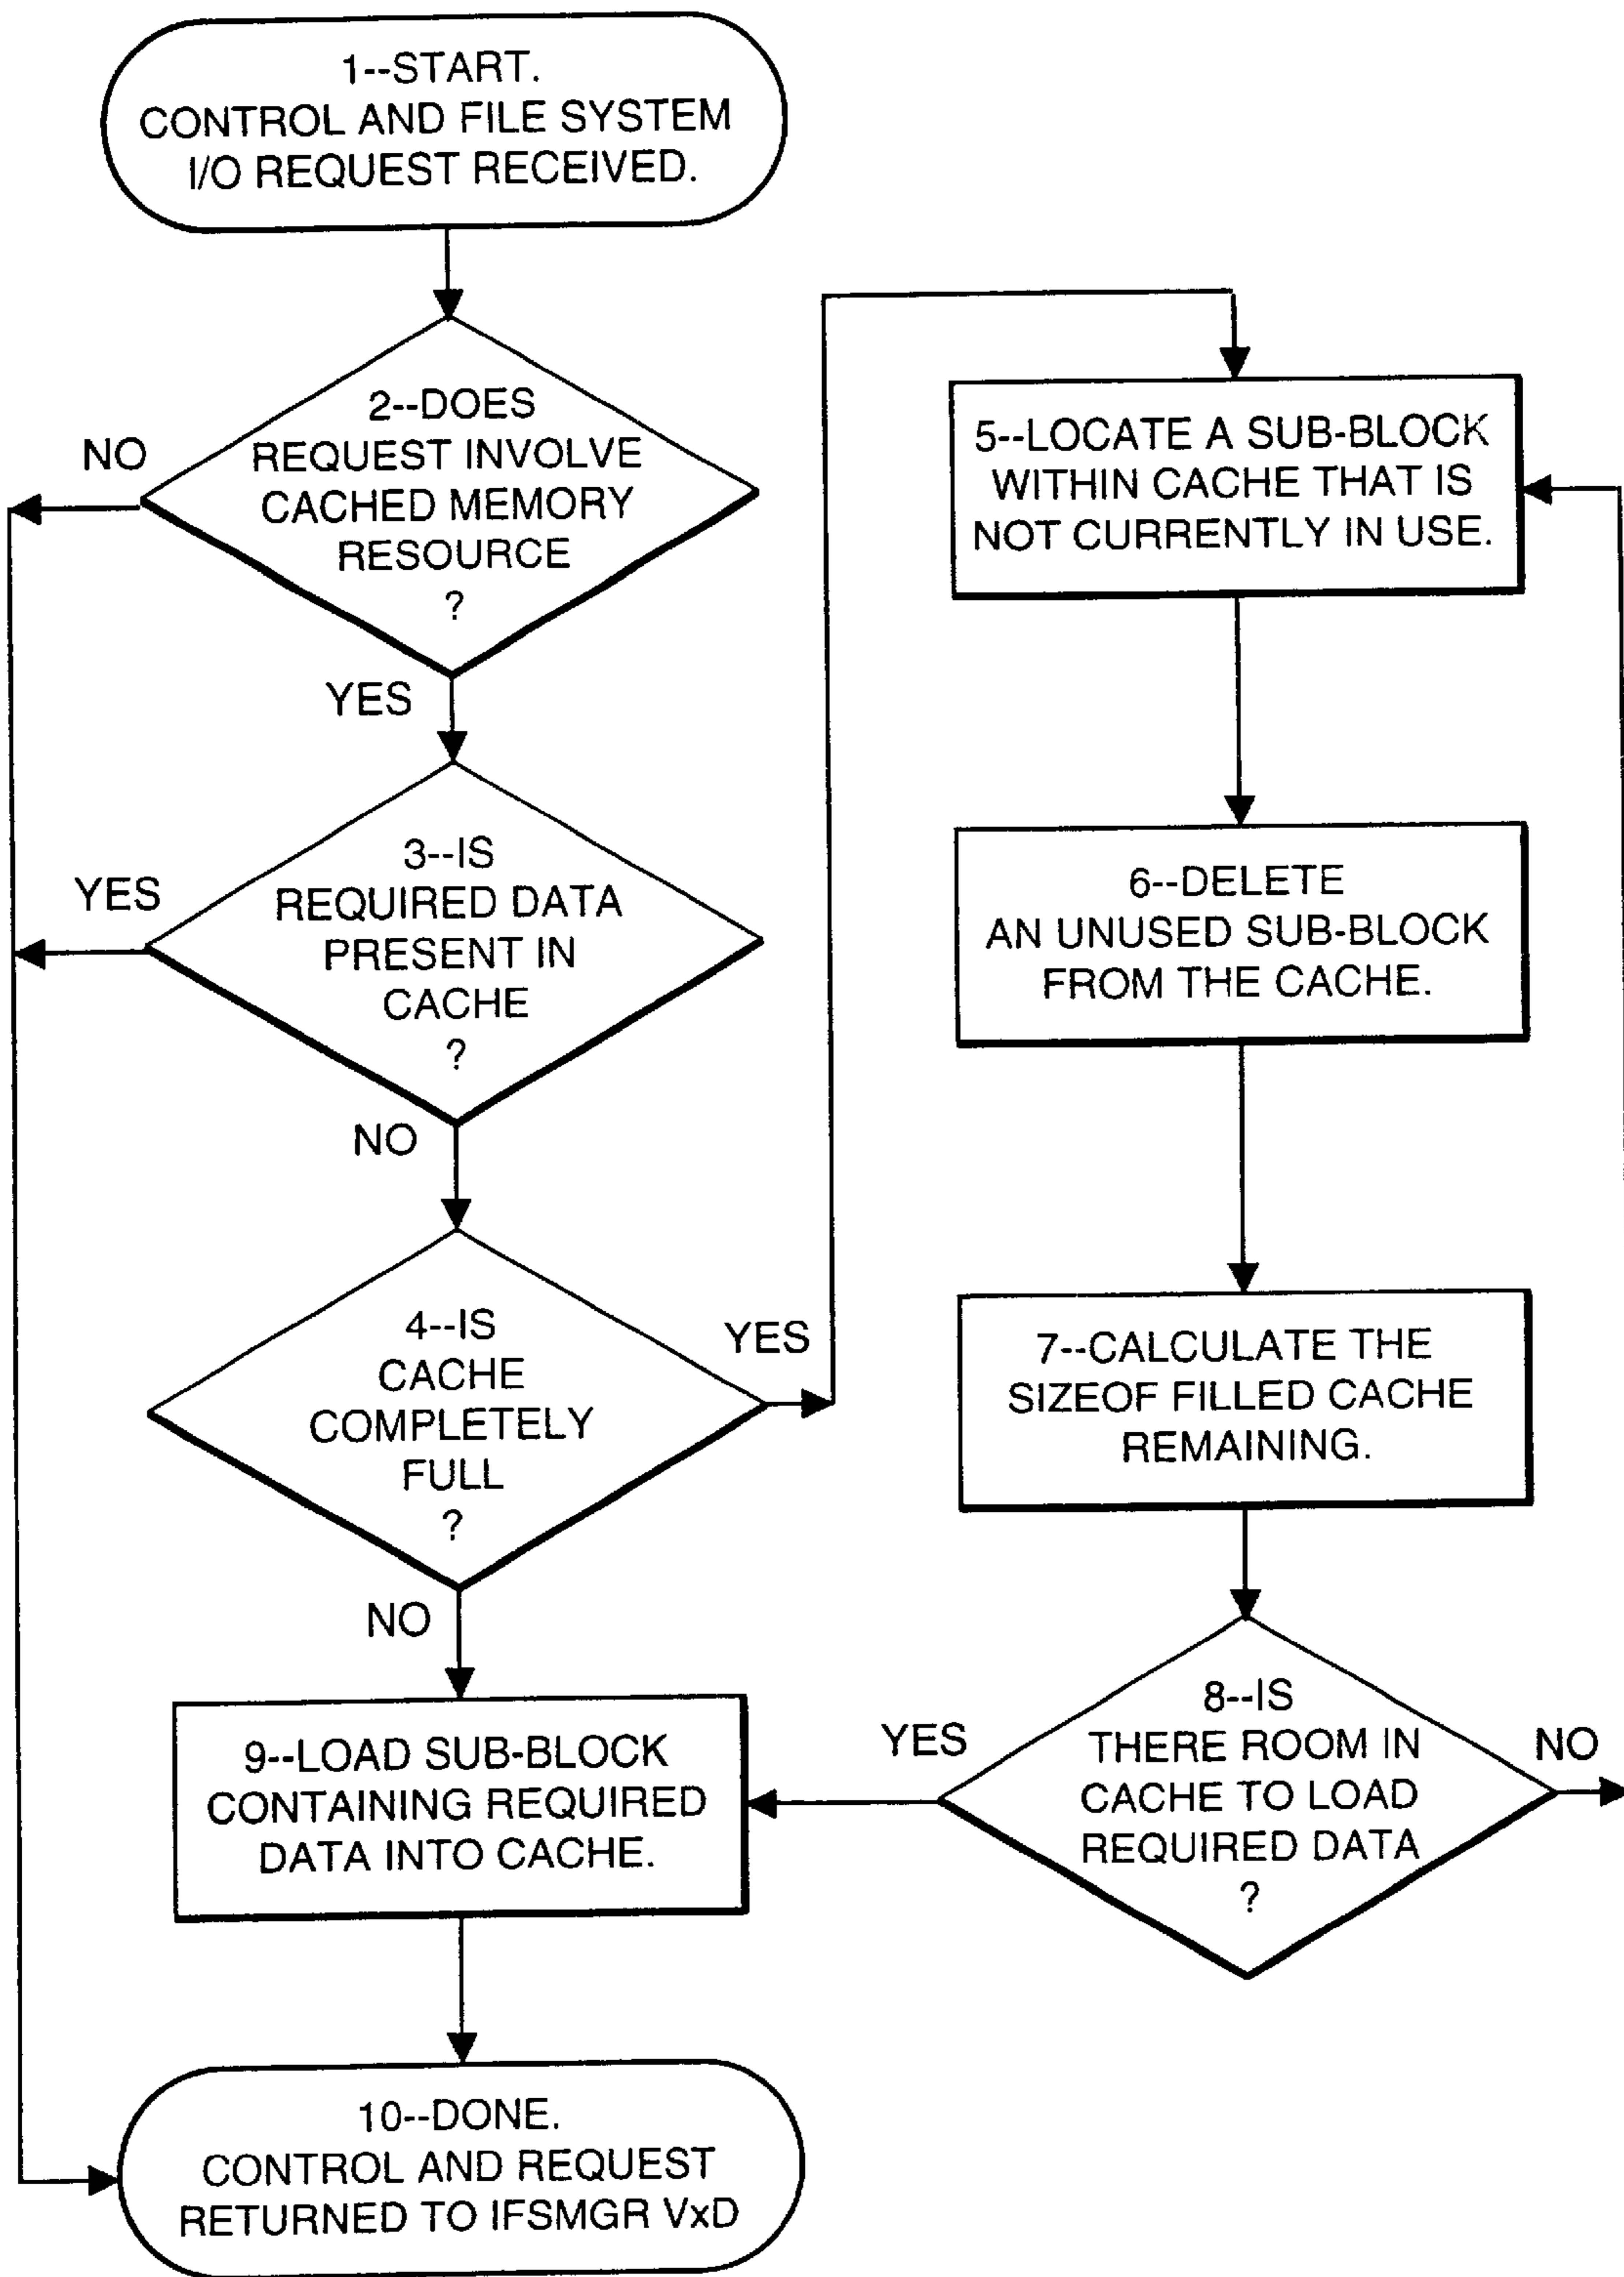 1--START.
CONTROL AND FILE SYSTEM
I/O REQUEST RECEIVED.
2--DOES
REQUEST INVOLVE
CACHED MEMORY
RESOURCE
?
NO
YES
3--IS
REQUIRED DATA
PRESENT IN
CACHE
?
YES
NO
4--IS
CACHE
COMPLETELY
FULL
?
YES
NO
5--LOCATE A SUB-BLOCK
WITHIN CACHE THAT IS
NOT CURRENTLY IN USE.
6--DELETE
AN UNUSED SUB-BLOCK
FROM THE CACHE.
7--CALCULATE THE
SIZEOF FILLED CACHE
REMAINING.
8--IS
THERE ROOM IN
CACHE TO LOAD
REQUIRED DATA
?
YES
NO
9--LOAD SUB-BLOCK
CONTAINING REQUIRED
DATA INTO CACHE.
10--DONE.
CONTROL AND REQUEST
RETURNED TO IFSMGR VxD